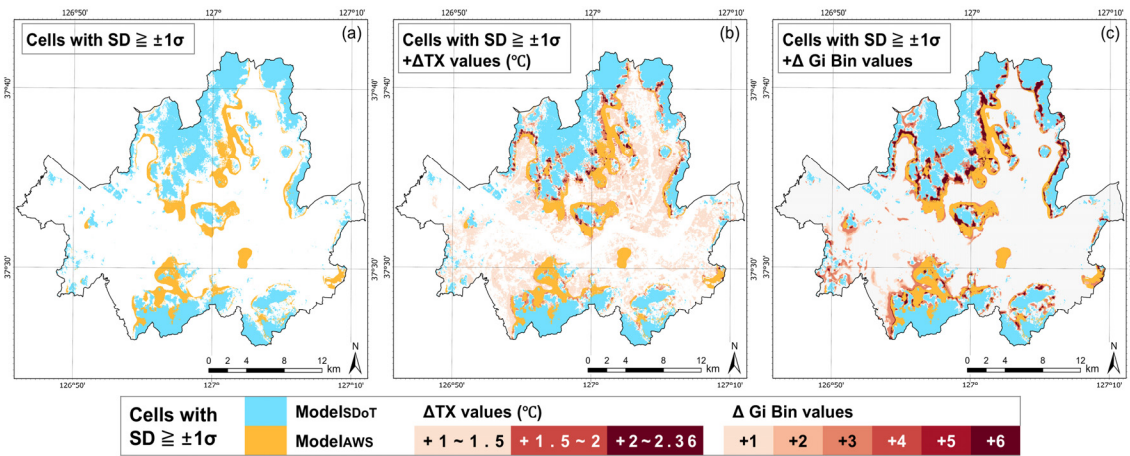 126°50' 127° 127°10' 126°50' 127° 127°10' 126°50' 127° 127°10'
Cells with SD ≧ ±1σ
(a)
37°40'
37°30'
0 2 4 8 12
km
N
126°50' 127° 127°10'
Cells with SD ≧ ±1σ
+ΔTX values (℃)
(b)
37°40'
37°30'
0 2 4 8 12
km
N
126°50' 127° 127°10'
Cells with SD ≧ ±1σ
+Δ Gi Bin values
(c)
37°40'
37°30'
0 2 4 8 12
km
N
126°50' 127° 127°10'
Cells with
SD ≧ ±1σ
ModelSDoT
ModelAWS
ΔTX values (℃)
+1~1.5 +1.5~2 +2~2.36
Δ Gi Bin values
+1 +2 +3 +4 +5 +6